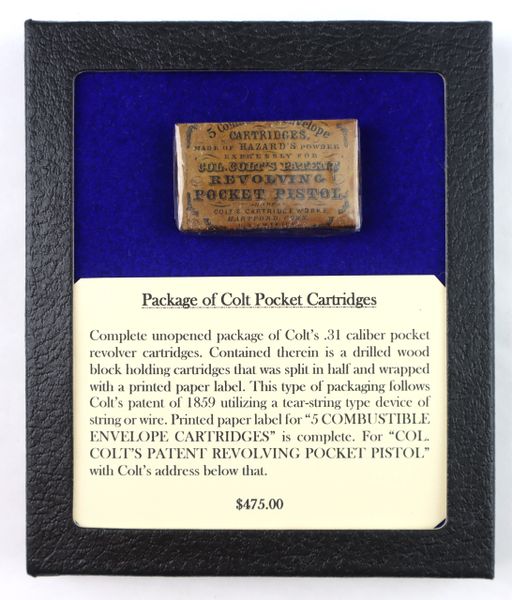 5 Combustible Envelope
CARTRIDGES,
MADE OF HAZARD'S POWDER
EXPRESSLY FOR
COL. COLT'S PATENT
REVOLVING
POCKET PISTOL
COLT'S CARTRIDGE WORKS
HARTFORD, CONN.
Package of Colt Pocket Cartridges
Complete unopened package of Colt's .31 caliber pocket
revolver cartridges. Contained therein is a drilled wood
block holding cartridges that was split in half and wrapped
with a printed paper label. This type of packaging follows
Colt's patent of 1859 utilizing a tear-string type device of
string or wire. Printed paper label for "5 COMBUSTIBLE
ENVELOPE CARTRIDGES" is complete. For "COL.
COLT'S PATENT REVOLVING POCKET PISTOL"
with Colt's address below that.
$475.00